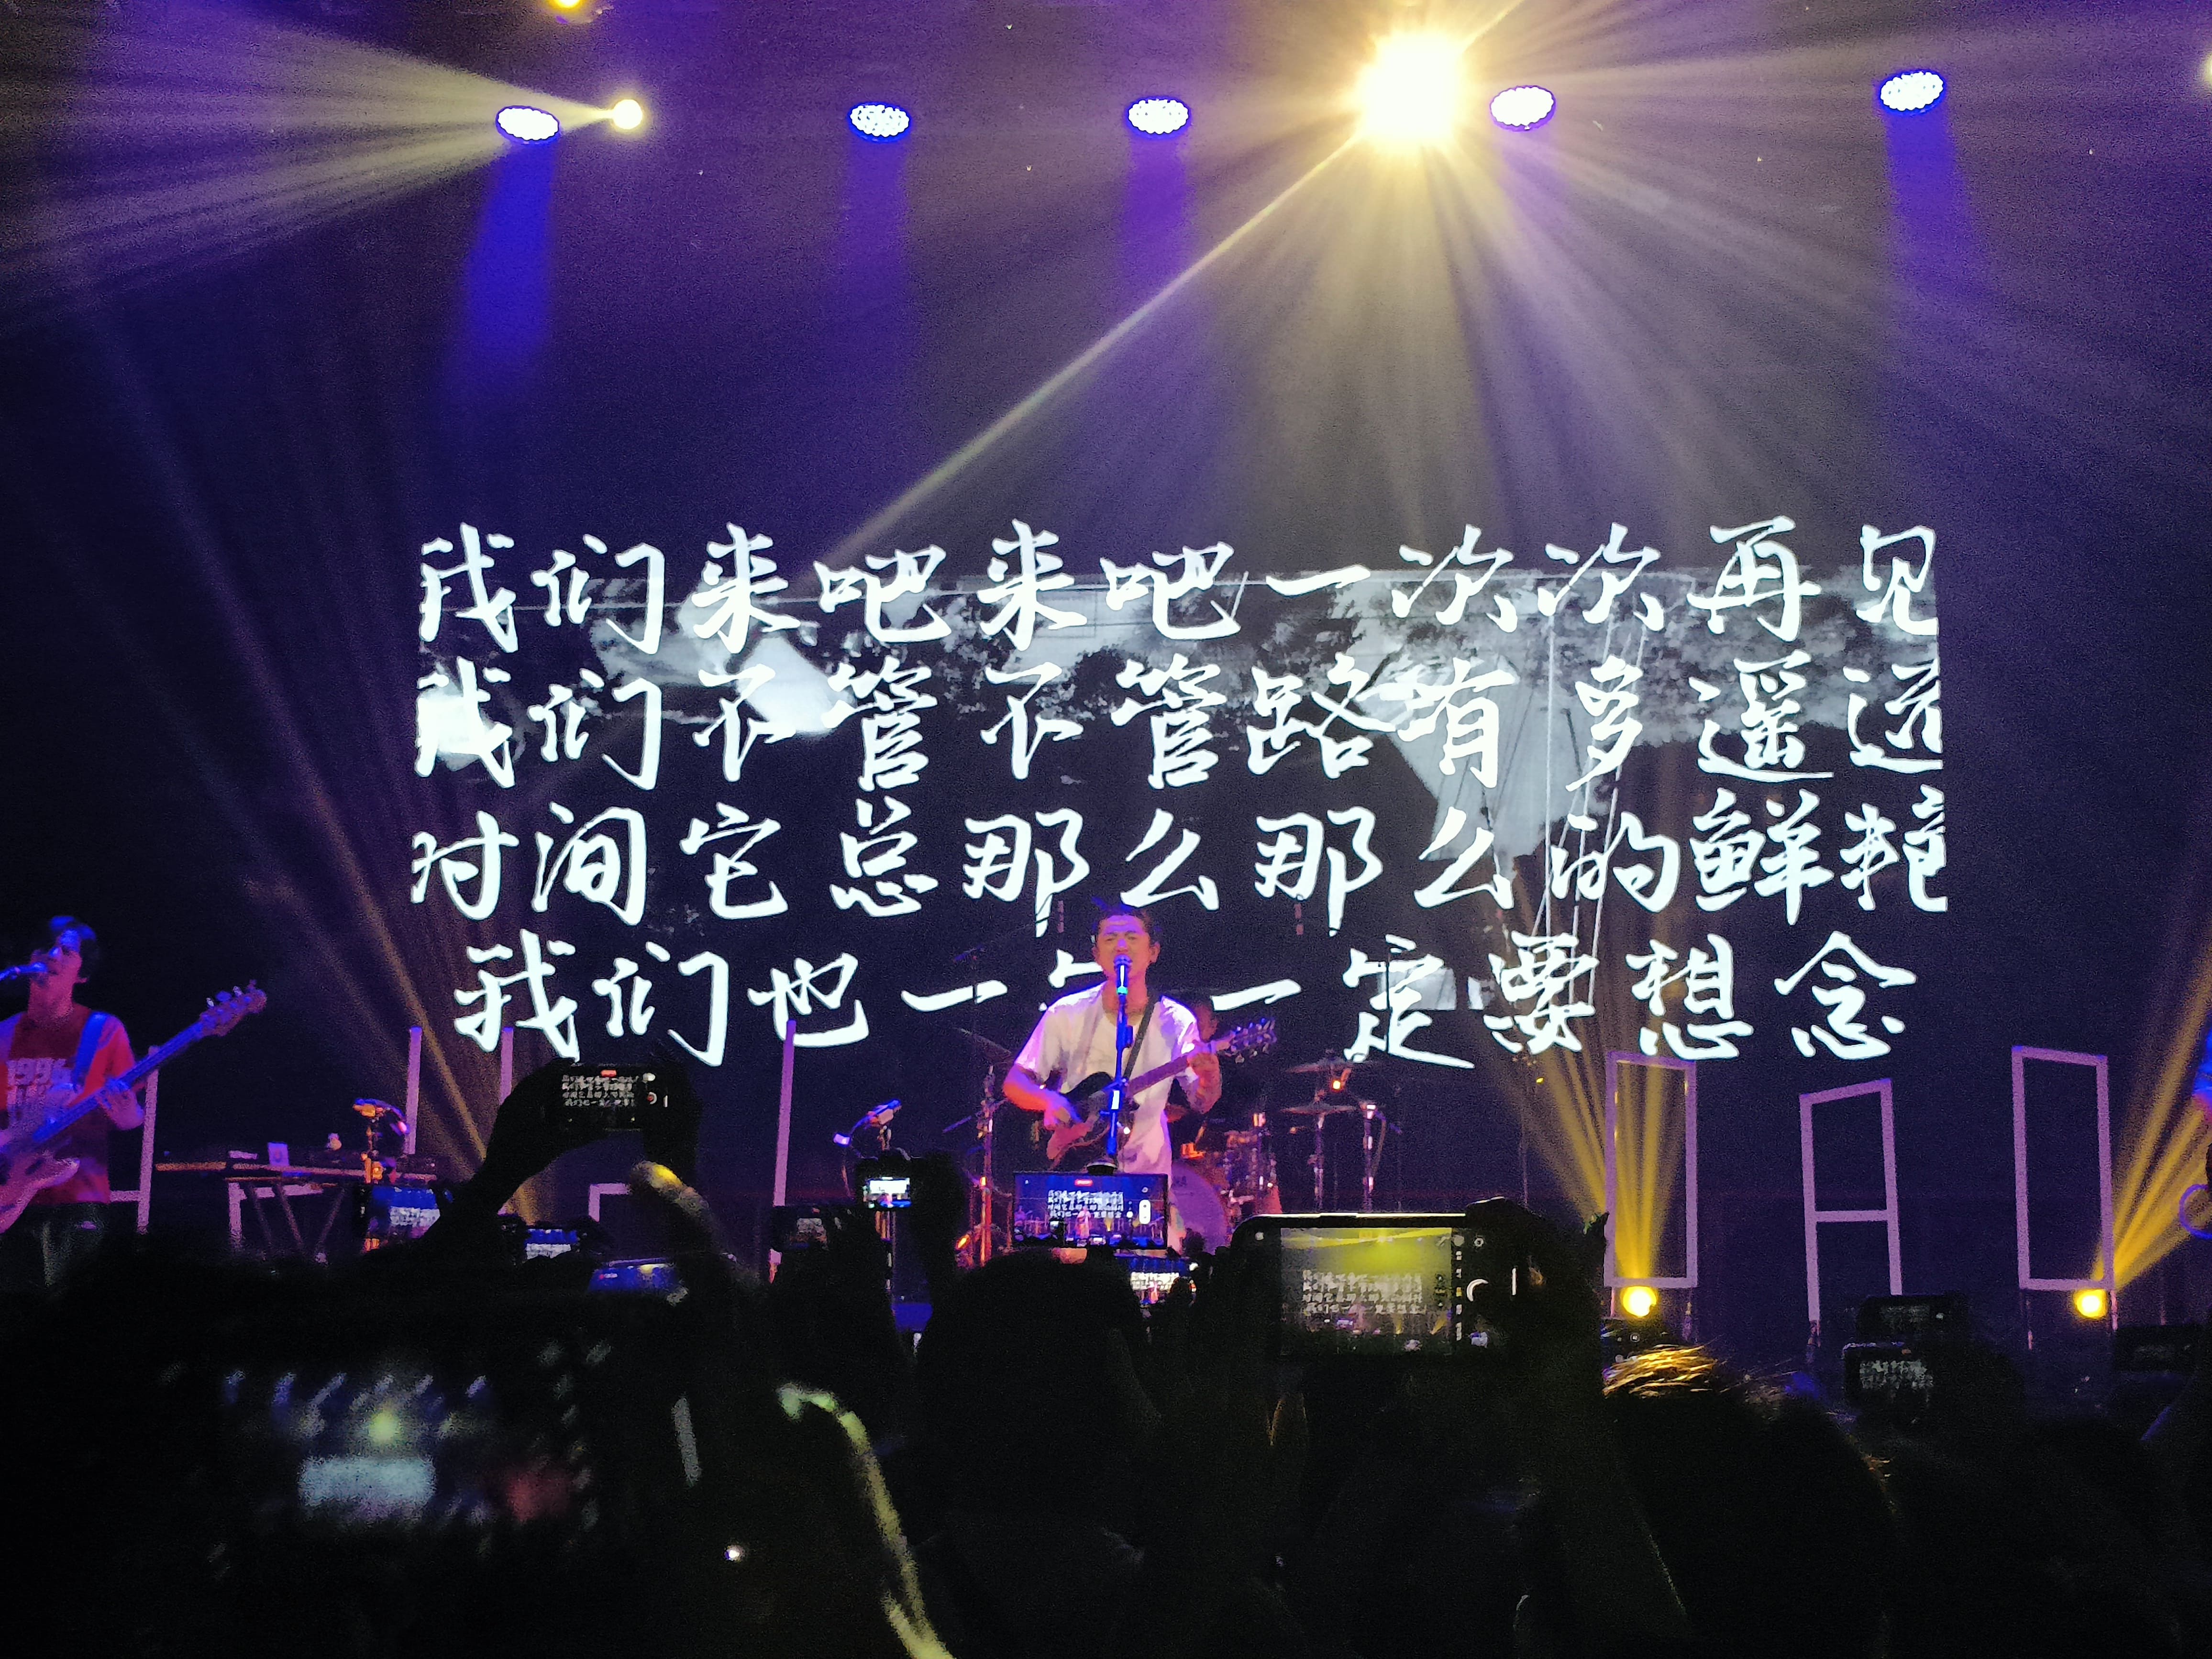 我们来吧来吧一次次再见
我们不管不管路有多遥远
时间它总那么那么的鲜艳
我们也一定一定要想念
1994